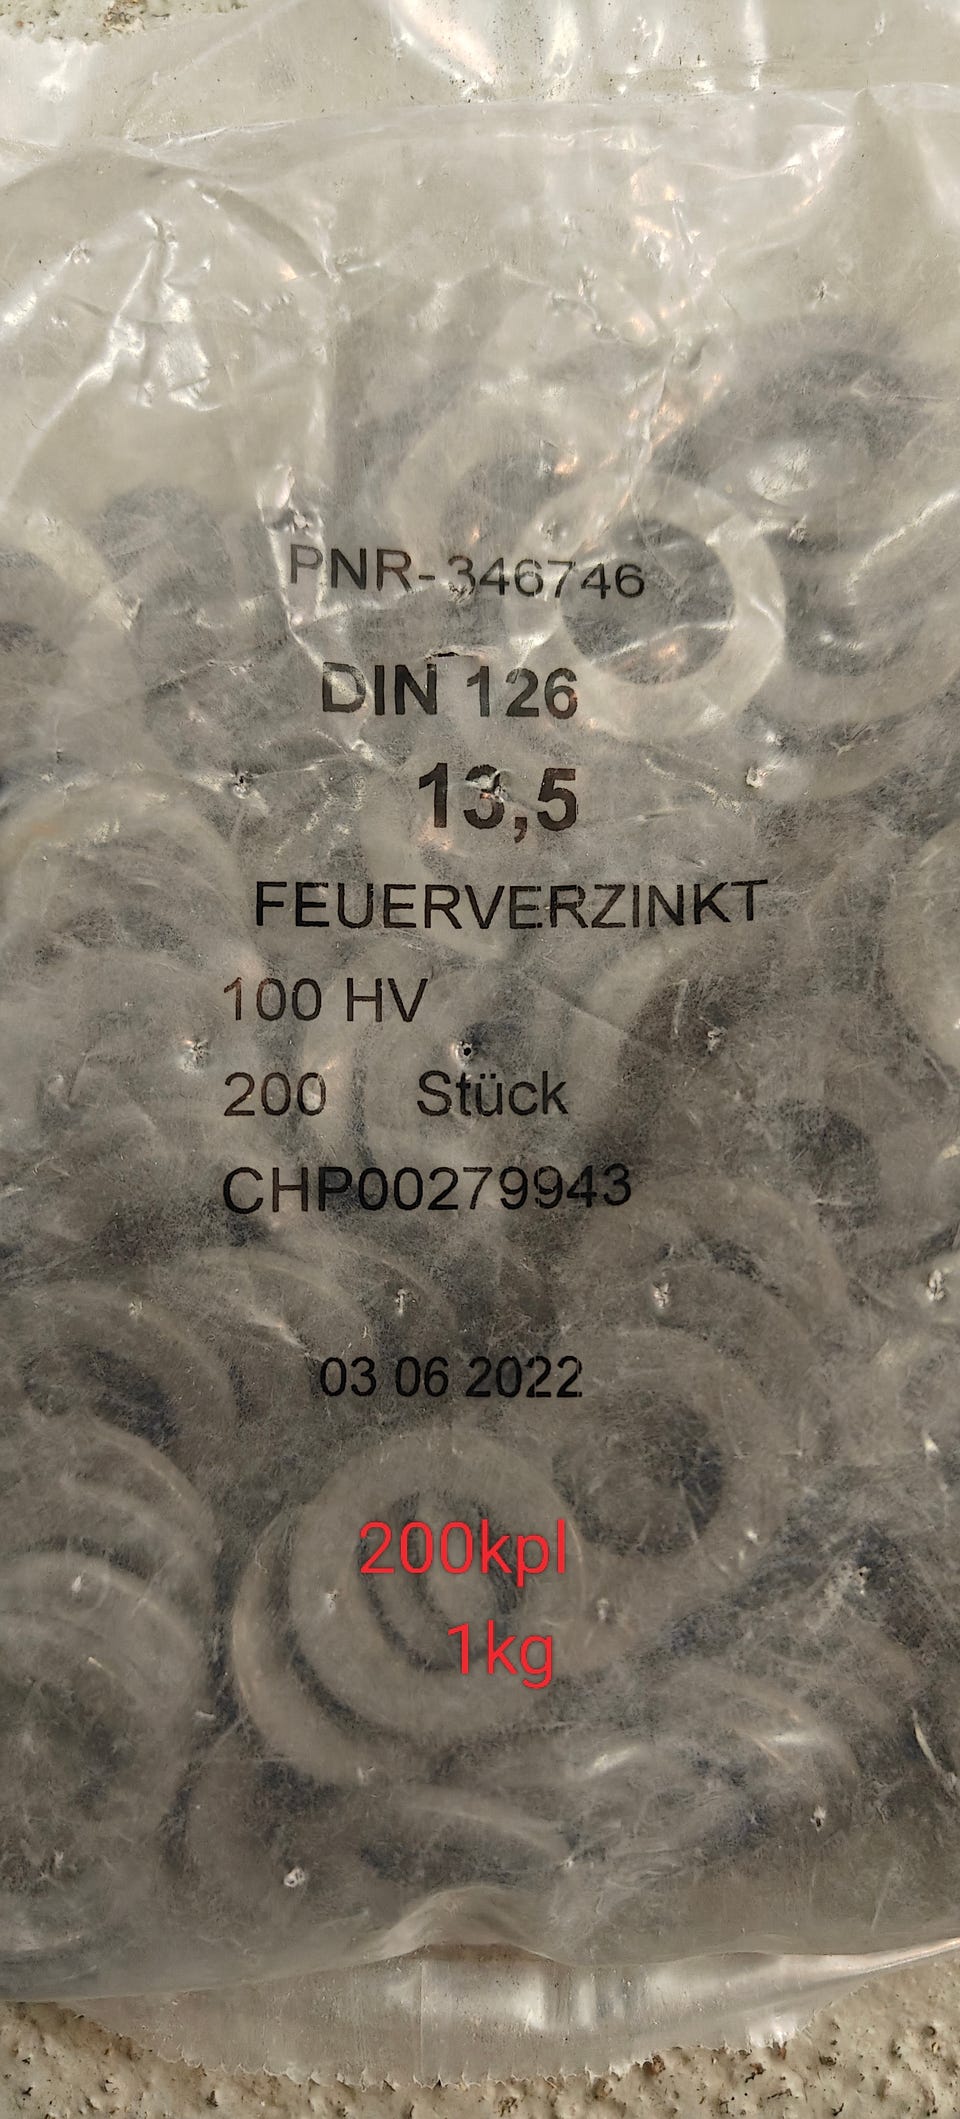 PNR-346746
DIN 126
13,5
FEUERVERZINKT
100 HV
200 Stück
CHP00279943
03 06 2022
200kpl
1kg